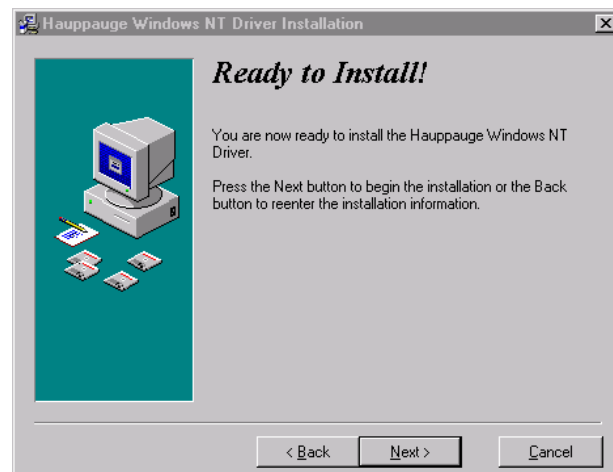 Hauppauge Windows NT Driver Installation
Ready to Install!
You are now ready to install the Hauppauge Windows NT
Driver.
Press the Next button to begin the installation or the Back
button to reenter the installation information.
< Back
Next >
Cancel